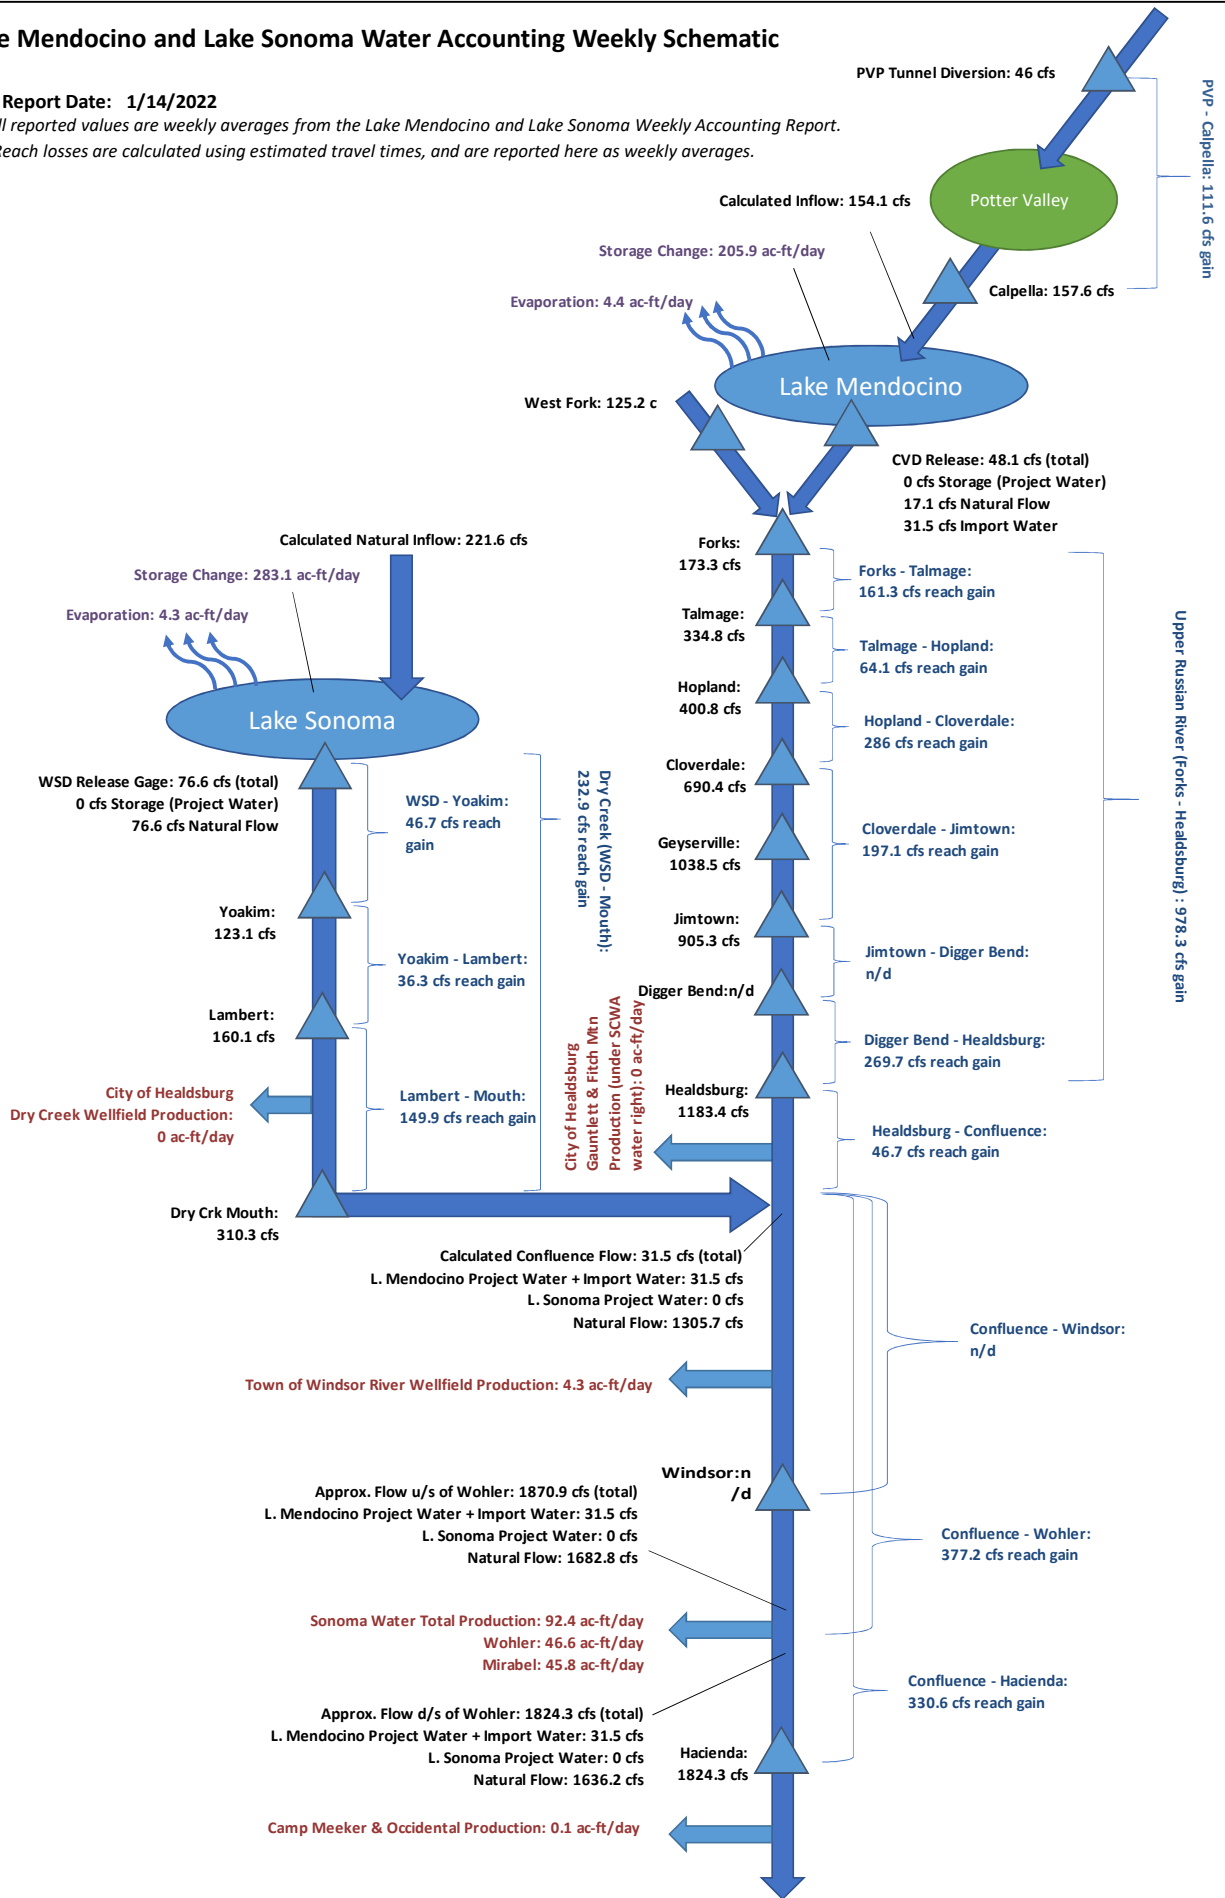 e Mendocino and Lake Sonoma Water Accounting Weekly Schematic
Report Date: 1/14/2022
ll reported values are weekly averages from the Lake Mendocino and Lake Sonoma Weekly Accounting Report.
Reach losses are calculated using estimated travel times, and are reported here as weekly averages.
PVP Tunnel Diversion: 46 cfs
PVP - Calpella: 111.6 cfs gain
Potter Valley
Calculated Inflow: 154.1 cfs
Storage Change: 205.9 ac-ft/day
Calpella: 157.6 cfs
Evaporation: 4.4 ac-ft/day
Lake Mendocino
West Fork: 125.2 c
CVD Release: 48.1 cfs (total)
0 cfs Storage (Project Water)
17.1 cfs Natural Flow
31.5 cfs Import Water
Calculated Natural Inflow: 221.6 cfs
Storage Change: 283.1 ac-ft/day
Evaporation: 4.3 ac-ft/day
Lake Sonoma
Forks:
173.3 cfs
Forks - Talmage:
161.3 cfs reach gain
Talmage:
334.8 cfs
Talmage - Hopland:
64.1 cfs reach gain
Hopland:
400.8 cfs
Hopland - Cloverdale:
286 cfs reach gain
Cloverdale:
690.4 cfs
Cloverdale - Jimtown:
197.1 cfs reach gain
Geyserville:
1038.5 cfs
Jimtown:
905.3 cfs
Jimtown - Digger Bend:
n/d
Digger Bend:n/d
Digger Bend - Healdsburg:
269.7 cfs reach gain
Healdsburg:
1183.4 cfs
Healdsburg - Confluence:
46.7 cfs reach gain
Upper Russian River (Forks - Healdsburg) : 978.3 cfs gain
WSD Release Gage: 76.6 cfs (total)
0 cfs Storage (Project Water)
76.6 cfs Natural Flow
WSD - Yoakim:
46.7 cfs reach
gain
Dry Creek (WSD - Mouth):
232.9 cfs reach gain
Yoakim:
123.1 cfs
Yoakim - Lambert:
36.3 cfs reach gain
Lambert:
160.1 cfs
City of Healdsburg
Dry Creek Wellfield Production:
0 ac-ft/day
Lambert - Mouth:
149.9 cfs reach gain
City of Healdsburg
Gauntlett & Fitch Mtn
Production (under SCWA
water right): 0 ac-ft/day
Dry Crk Mouth:
310.3 cfs
Calculated Confluence Flow: 31.5 cfs (total)
L. Mendocino Project Water + Import Water: 31.5 cfs
L. Sonoma Project Water: 0 cfs
Natural Flow: 1305.7 cfs
Confluence - Windsor:
n/d
Town of Windsor River Wellfield Production: 4.3 ac-ft/day
Windsor:n
/d
Approx. Flow u/s of Wohler: 1870.9 cfs (total)
L. Mendocino Project Water + Import Water: 31.5 cfs
L. Sonoma Project Water: 0 cfs
Natural Flow: 1682.8 cfs
Confluence - Wohler:
377.2 cfs reach gain
Sonoma Water Total Production: 92.4 ac-ft/day
Wohler: 46.6 ac-ft/day
Mirabel: 45.8 ac-ft/day
Confluence - Hacienda:
330.6 cfs reach gain
Approx. Flow d/s of Wohler: 1824.3 cfs (total)
L. Mendocino Project Water + Import Water: 31.5 cfs
L. Sonoma Project Water: 0 cfs
Natural Flow: 1636.2 cfs
Hacienda:
1824.3 cfs
Camp Meeker & Occidental Production: 0.1 ac-ft/day